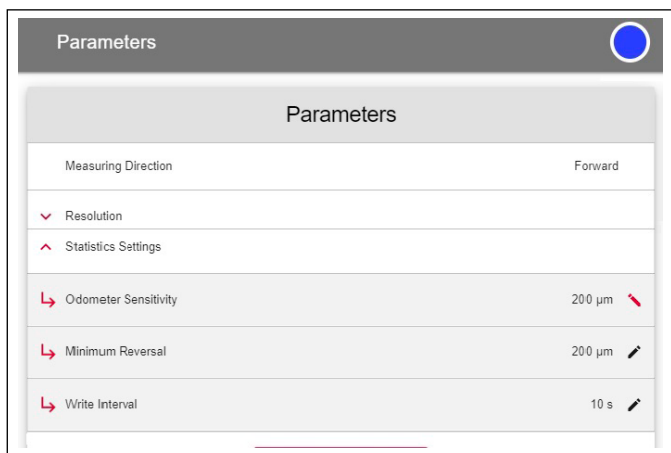 Parameters
Parameters
Measuring Direction Forward
Resolution
Statistics Settings
Odometer Sensitivity 200 µm
Minimum Reversal 200 µm
Write Interval 10 s